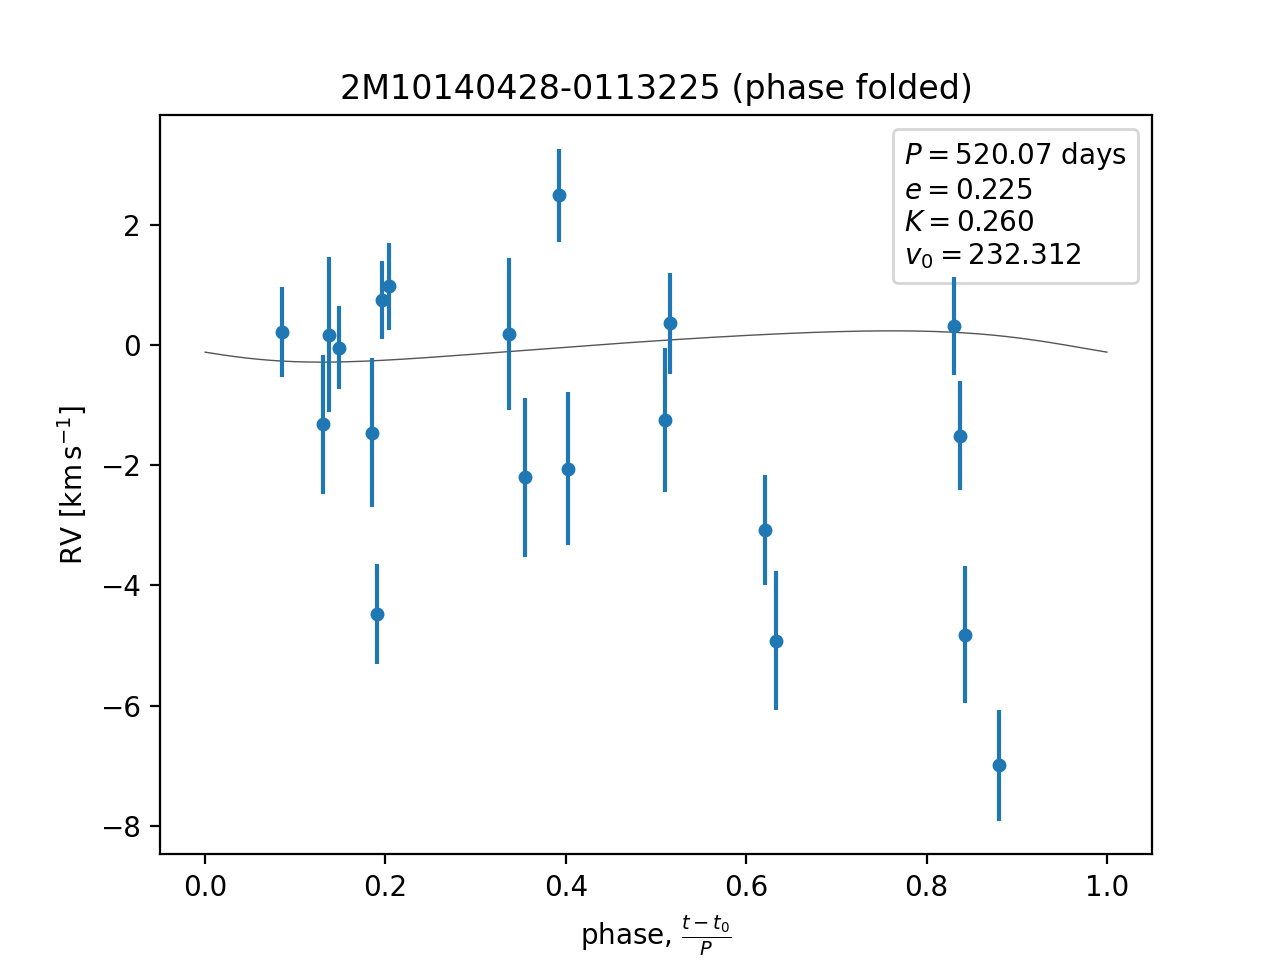 2M10140428-0113225 (phase folded)
P = 520.07 days
e = 0.225
K = 0.260
v₀ = 232.312
2
0
−2
−4
−6
−8
RV [km s⁻¹]
0.0 0.2 0.4 0.6 0.8 1.0
phase, (t − t₀)/P